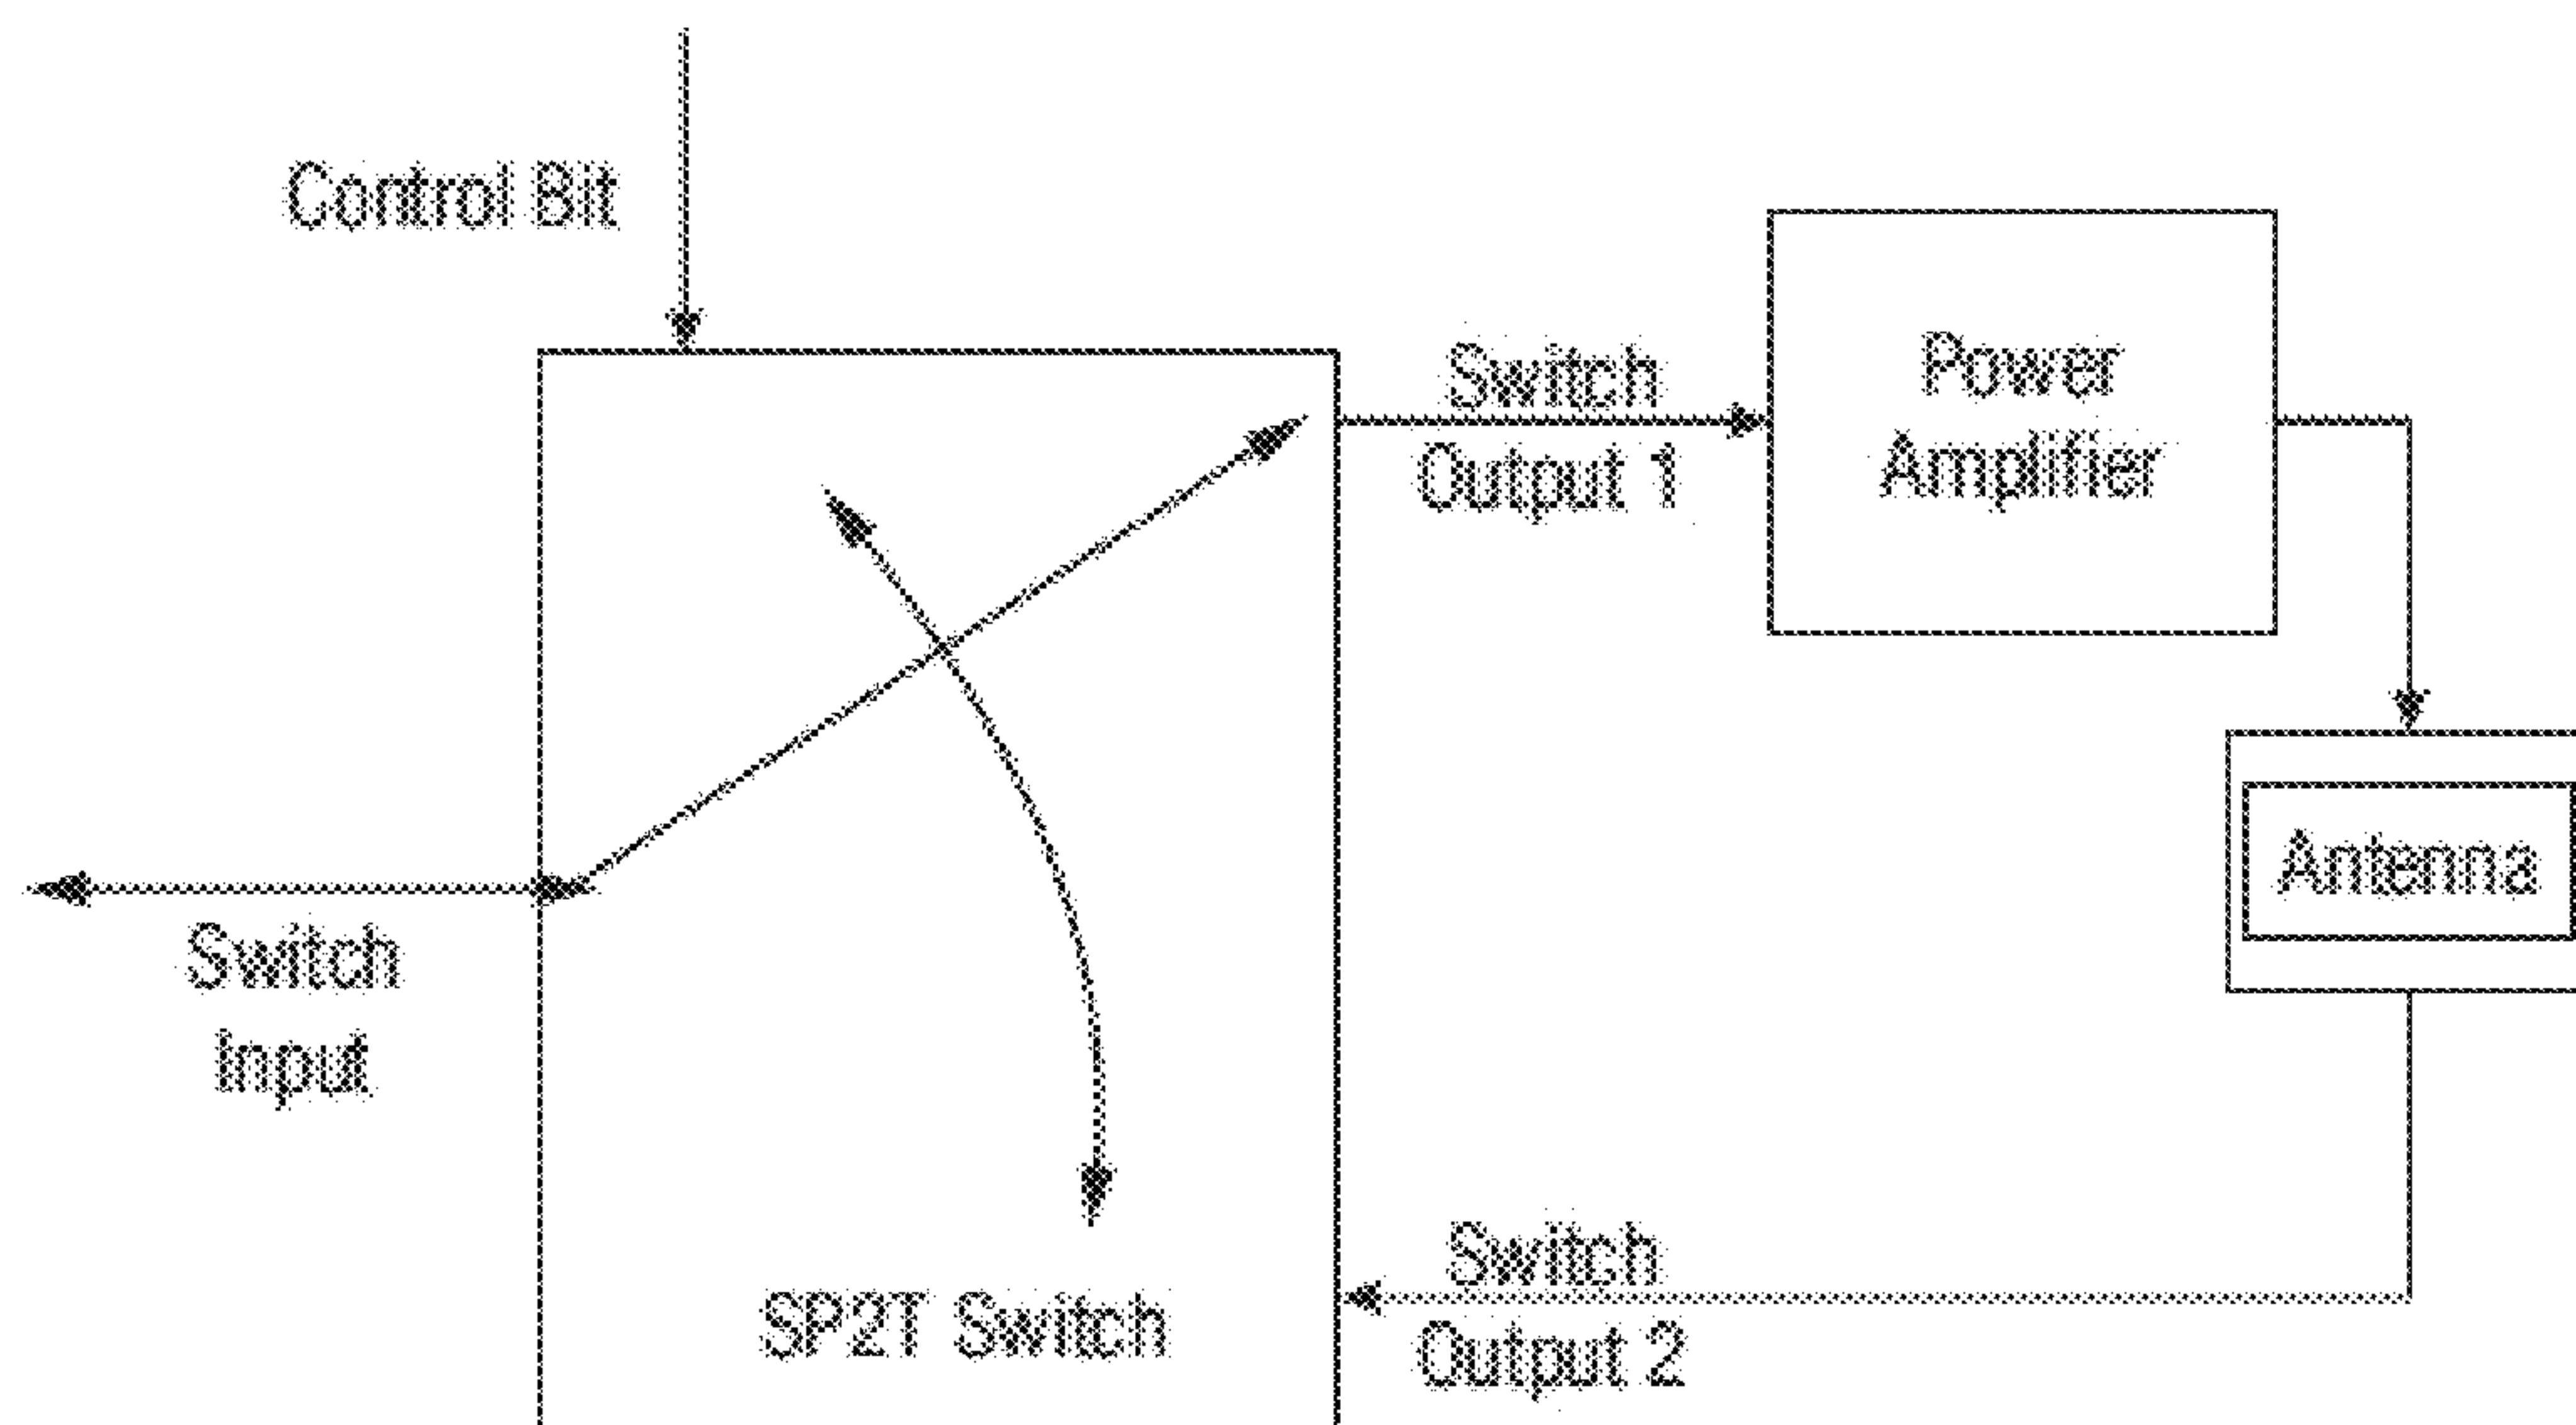 Control Bit
Switch
Output 1
Power
Amplifier
Antenna
Switch
Input
Switch
Output 2
SP2T Switch